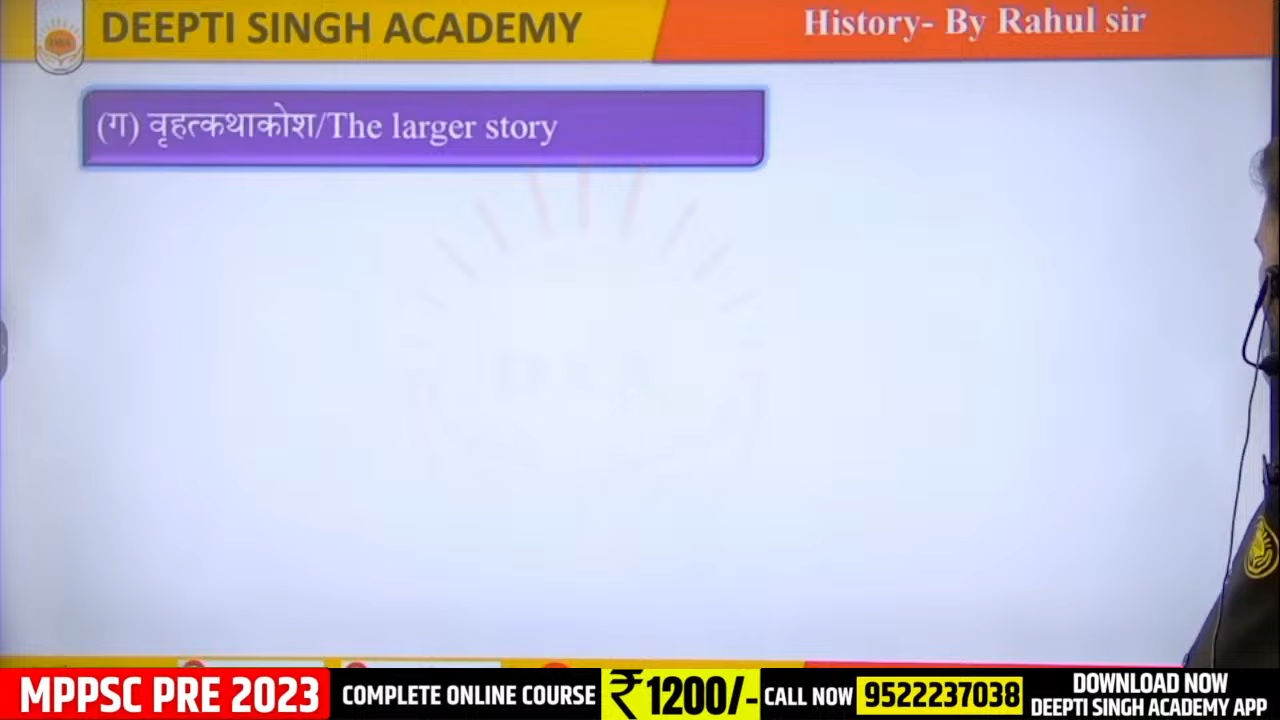 DEEPTI SINGH ACADEMY
History- By Rahul sir
(ग) वृहत्कथाकोश/The larger story
MPPSC PRE 2023
COMPLETE ONLINE COURSE
₹1200/-
CALL NOW
9522237038
DOWNLOAD NOW
DEEPTI SINGH ACADEMY APP